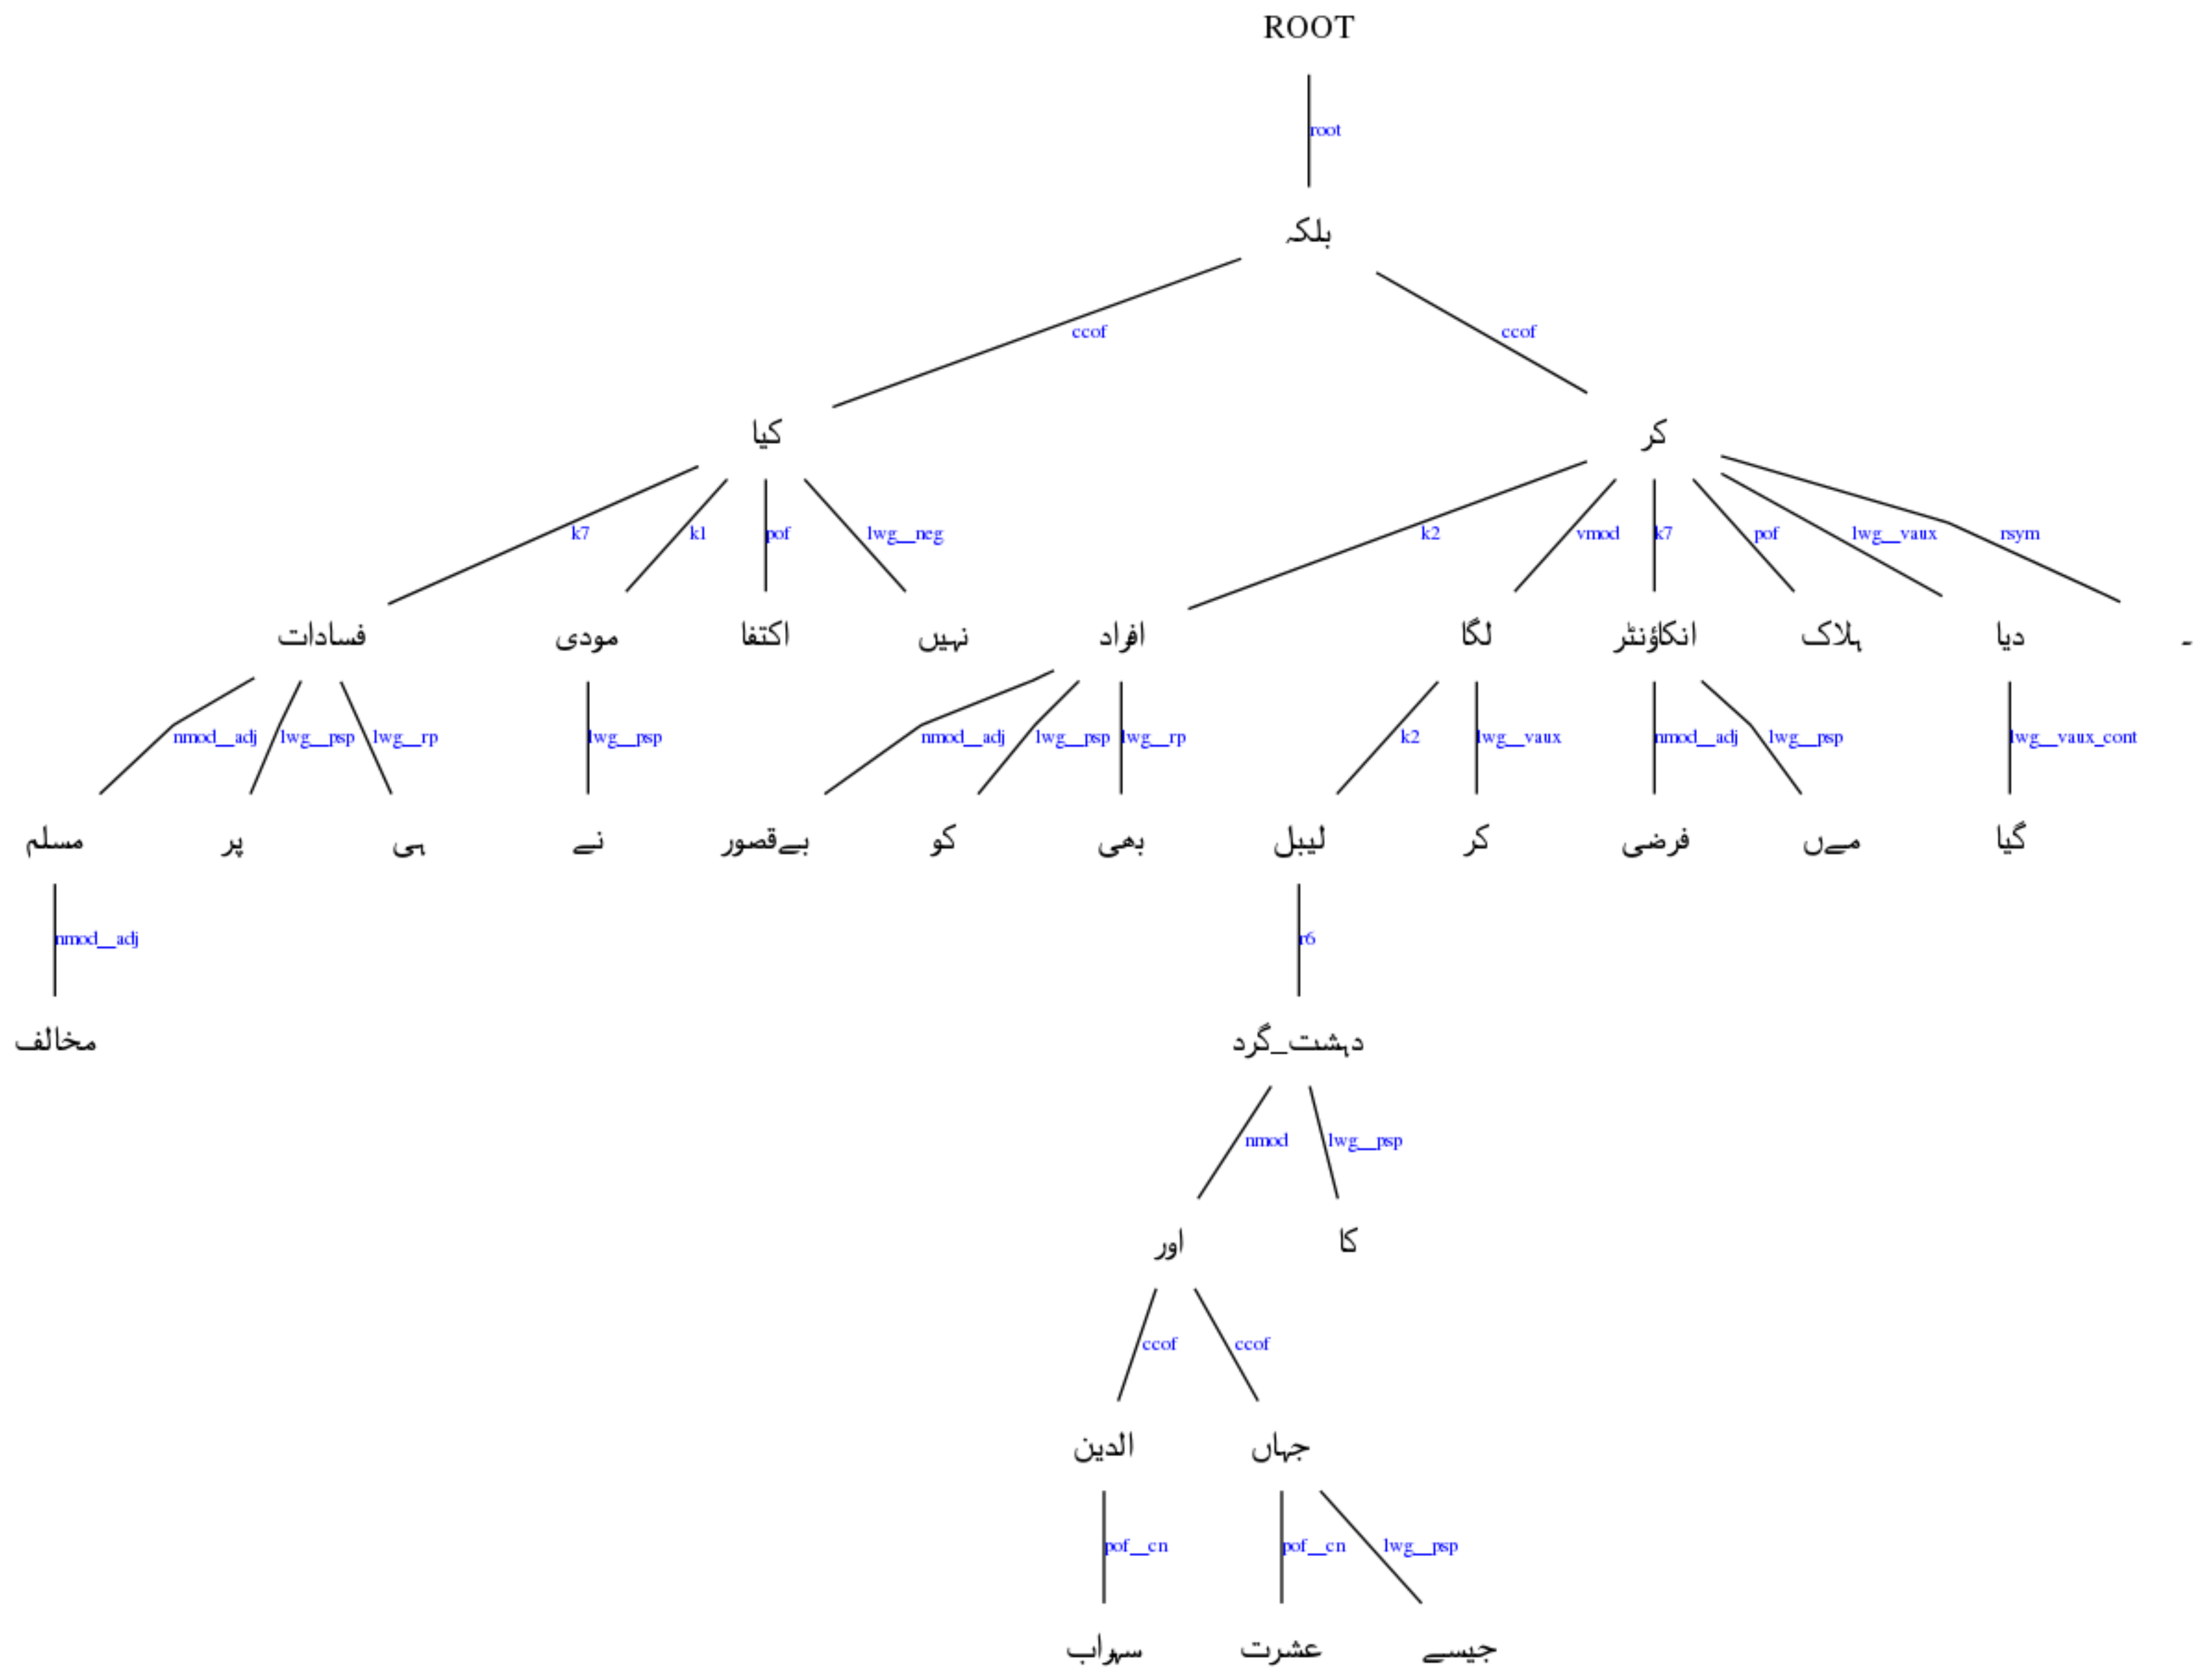 ROOT
root
بلکہ
ccof ccof
کیا کر
k7 k1 pof lwg__neg k2 vmod k7 pof lwg__vaux rsym
فسادات مودی اکتفا نہیں افراد لگا انکاؤنٹر ہلاک دیا ۔
nmod__adj lwg__psp lwg__rp lwg__psp nmod__adj lwg__psp lwg__rp k2 lwg__vaux nmod__adj lwg__psp lwg__vaux_cont
مسلم پر ہی نے بےقصور کو بھی لیبل کر فرضی مےں گیا
nmod__adj r6
مخالف دہشت_گرد
nmod lwg__psp
اور کا
ccof ccof
الدین جہاں
pof__cn pof__cn lwg__psp
سہراب عشرت جیسے